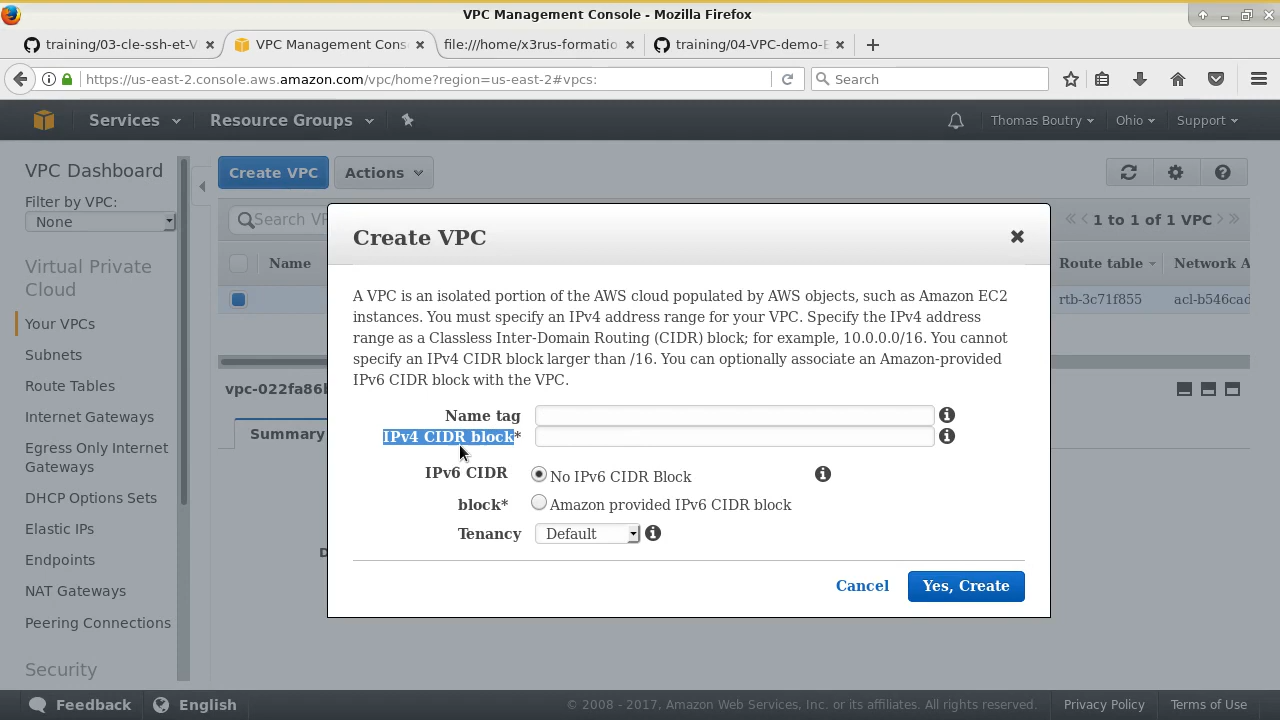 VPC Management Console - Mozilla Firefox
training/03-cle-ssh-et-V
VPC Management Cons
file:///home/x3rus-formatio
training/04-VPC-demo-E
https://us-east-2.console.aws.amazon.com/vpc/home?region=us-east-2#vpcs:
Search
Services
Resource Groups
Thomas Boutry
Ohio
Support
VPC Dashboard
Filter by VPC:
None
Virtual Private
Cloud
Your VPCs
Subnets
Route Tables
Internet Gateways
Egress Only Internet
Gateways
DHCP Options Sets
Elastic IPs
Endpoints
NAT Gateways
Peering Connections
Security
Create VPC
Actions
Search VP
1 to 1 of 1 VPC
Name
Route table
Network A
rtb-3c71f855
acl-b546cad
vpc-022fa86
Summary
D
Create VPC
A VPC is an isolated portion of the AWS cloud populated by AWS objects, such as Amazon EC2
instances. You must specify an IPv4 address range for your VPC. Specify the IPv4 address
range as a Classless Inter-Domain Routing (CIDR) block; for example, 10.0.0.0/16. You cannot
specify an IPv4 CIDR block larger than /16. You can optionally associate an Amazon-provided
IPv6 CIDR block with the VPC.
Name tag
IPv4 CIDR block*
IPv6 CIDR
block*
No IPv6 CIDR Block
Amazon provided IPv6 CIDR block
Tenancy
Default
Cancel
Yes, Create
Feedback
English
© 2008 - 2017, Amazon Web Services, Inc. or its affiliates. All rights reserved.
Privacy Policy
Terms of Use